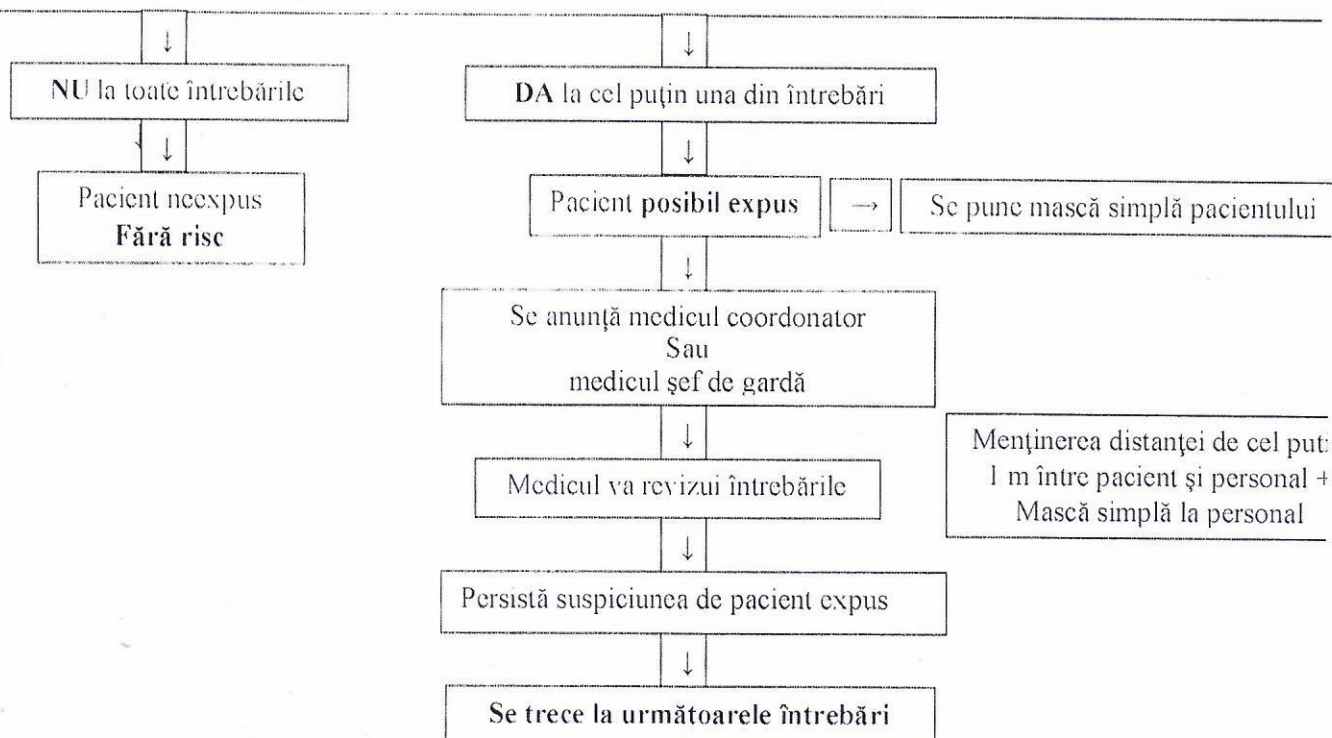 ↓
↓
NU la toate întrebările
DA la cel puţin una din întrebări
↓
↓
Pacient neexpus
Fără risc
Pacient posibil expus
→
Se pune mască simplă pacientului
↓
Se anunţă medicul coordonator
Sau
medicul şef de gardă
↓
Menţinerea distanţei de cel
1 m între pacient şi personal +
Mască simplă la personal
Medicul va revizui întrebările
↓
Persistă suspiciunea de pacient expus
↓
Se trece la următoarele întrebări